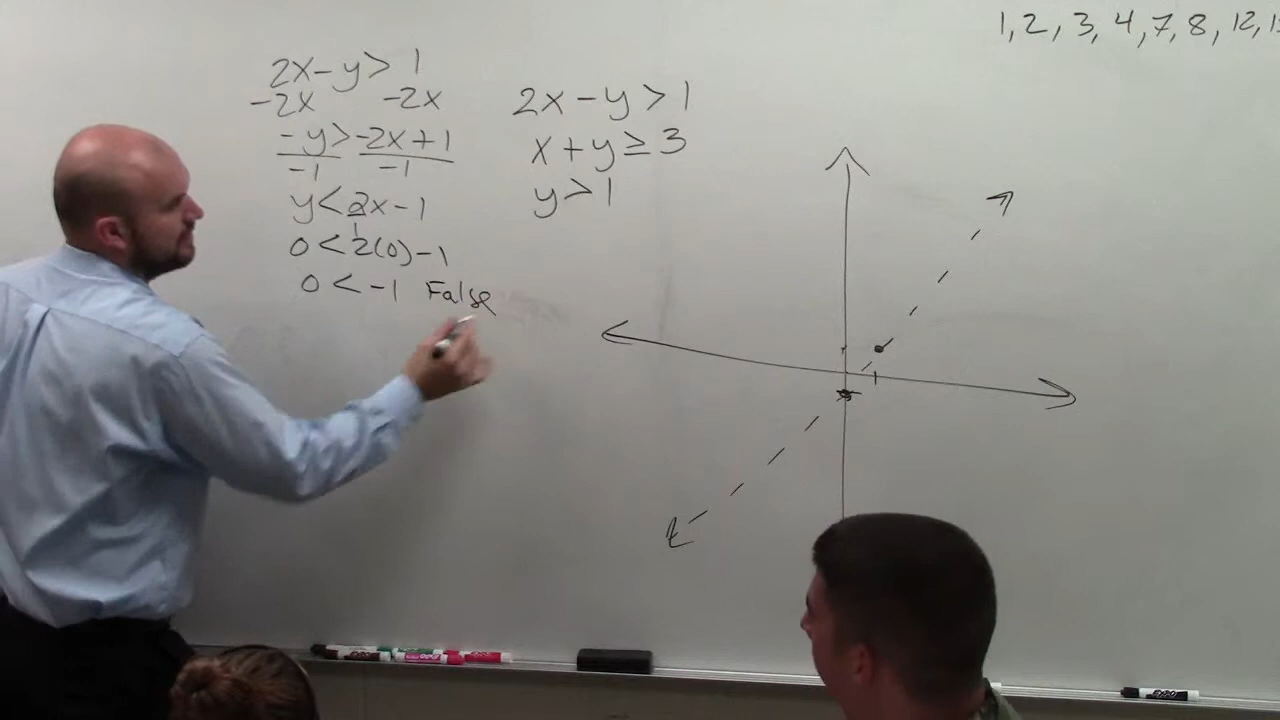 1, 2, 3, 4, 7, 8, 12, 1
2x - y > 1
-2x -2x
-y > -2x + 1
-1 -1
y < 2x - 1
1
0 < 2(0) - 1
0 < -1 False
2x - y > 1
x + y ≥ 3
y > 1